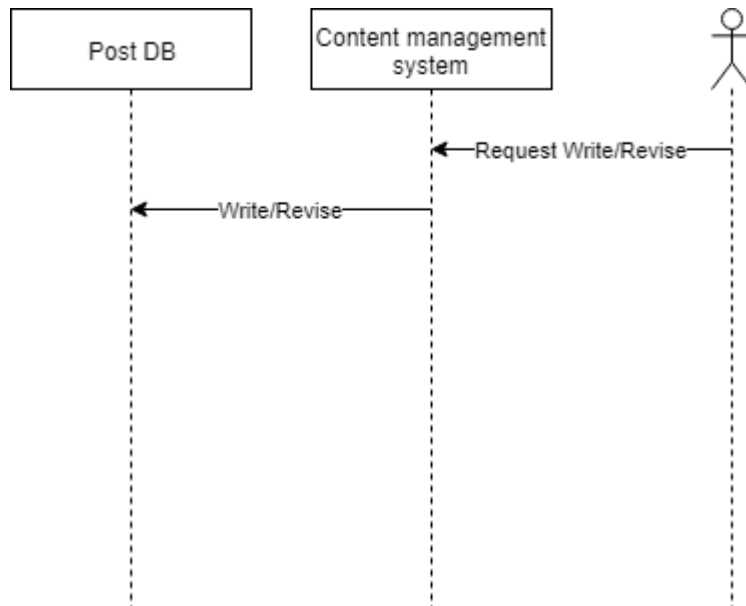 Post DB
Content management
system
Request Write/Revise
Write/Revise